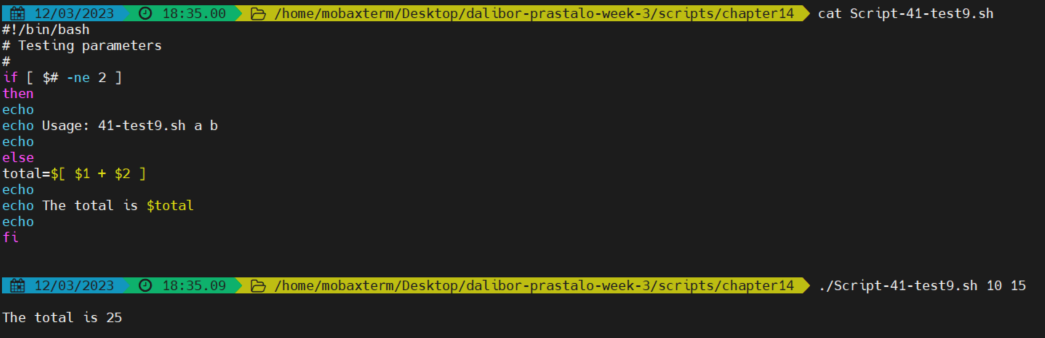 12/03/2023 18:35.00 /home/mobaxterm/Desktop/dalibor-prastalo-week-3/scripts/chapter14 cat Script-41-test9.sh
#!/bin/bash
# Testing parameters
#
if [ $# -ne 2 ]
then
echo
echo Usage: 41-test9.sh a b
echo
else
total=$[ $1 + $2 ]
echo
echo The total is $total
echo
fi
12/03/2023 18:35.09 /home/mobaxterm/Desktop/dalibor-prastalo-week-3/scripts/chapter14 ./Script-41-test9.sh 10 15
The total is 25